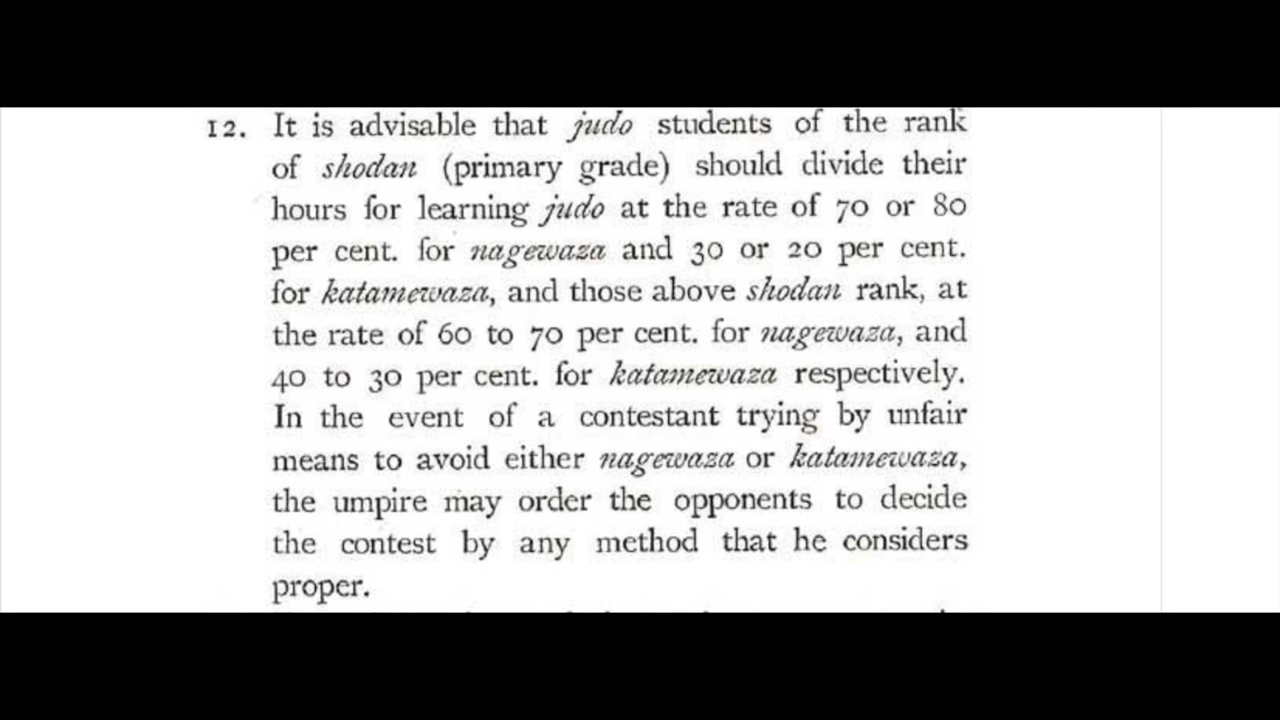 12. It is advisable that judo students of the rank
of shodan (primary grade) should divide their
hours for learning judo at the rate of 70 or 80
per cent. for nagewaza and 30 or 20 per cent.
for katamewaza, and those above shodan rank, at
the rate of 60 to 70 per cent. for nagewaza, and
40 to 30 per cent. for katamewaza respectively.
In the event of a contestant trying by unfair
means to avoid either nagewaza or katamewaza,
the umpire may order the opponents to decide
the contest by any method that he considers
proper.